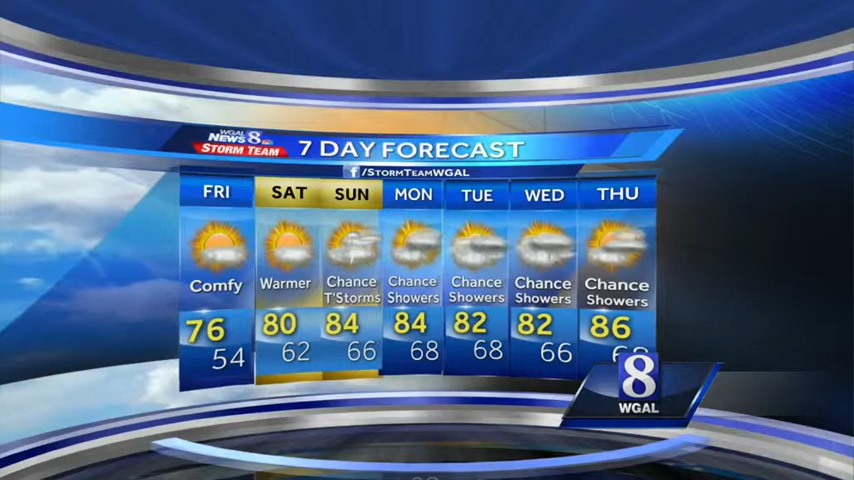 WGAL
NEWS 8
STORM TEAM
7 DAY FORECAST
f/STORMTEAMWGAL
FRI SAT SUN MON TUE WED THU
Comfy Warmer Chance T'Storms Chance Showers Chance Showers Chance Showers Chance Showers
76 80 84 84 82 82 86
54 62 66 68 68 66
8
WGAL